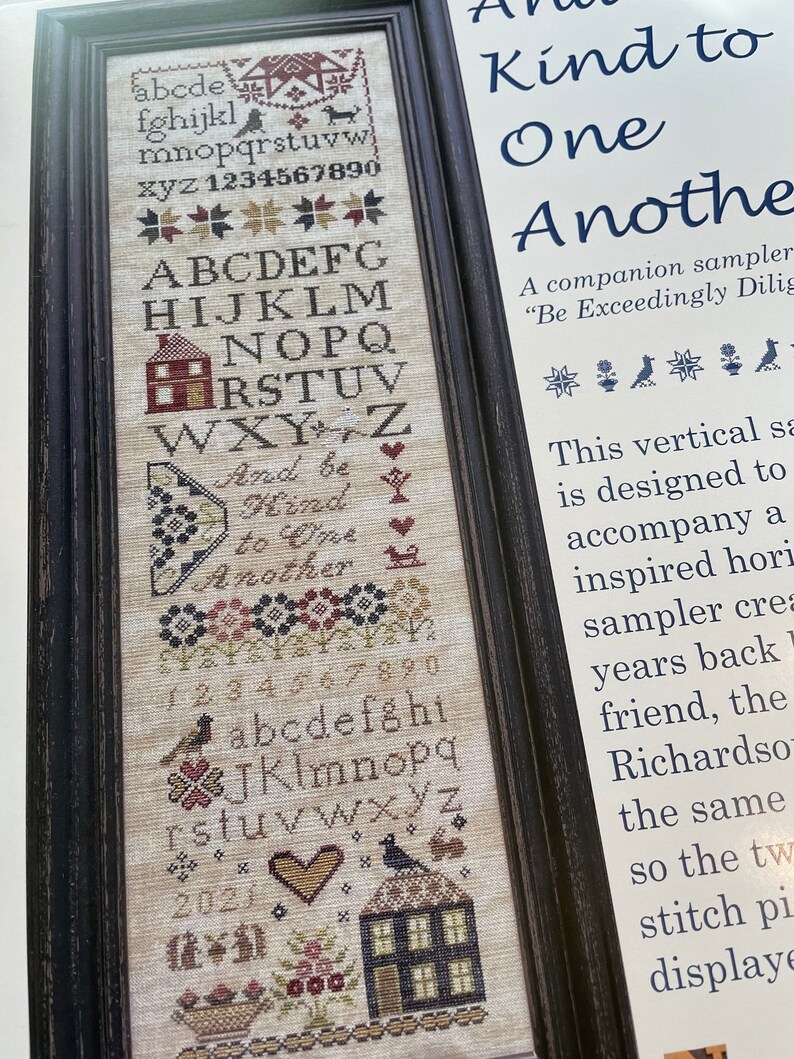 abcde
fghijkl
mnopqrstuvw
xyz 1234567890
ABCDEFG
HIJKLM
NOPQ
RSTUV
WXYZ
And be
Kind
to One
Another
1234567890
abcdefghi
jklmnopq
rstuvwxyz
2021
And
Kind to
One
Anothe
A companion sampler
“Be Exceedingly Dilig
This vertical sa
is designed to
accompany a
inspired hori
sampler crea
years back
friend, the
Richardso
the same
so the tw
stitch pi
displaye